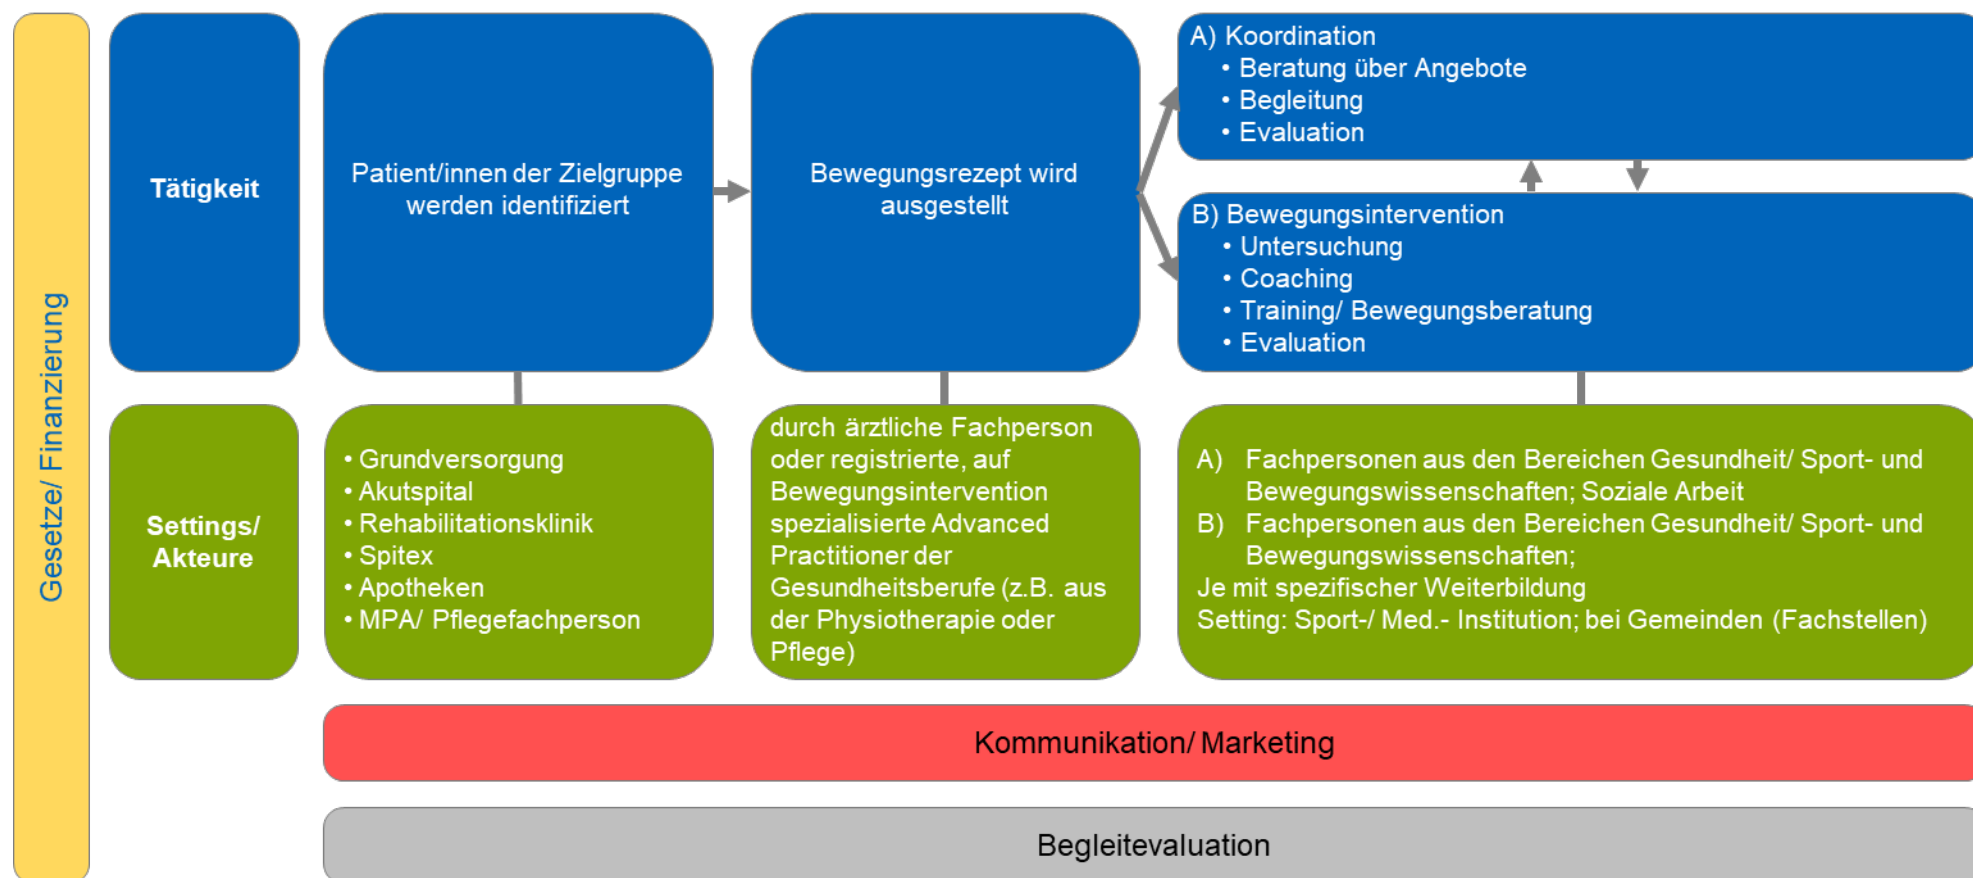 Gesetze/ Finanzierung
Tätigkeit
Patient/innen der Zielgruppe
werden identifiziert
Bewegungsrezept wird
ausgestellt
A) Koordination
• Beratung über Angebote
• Begleitung
• Evaluation
B) Bewegungsintervention
• Untersuchung
• Coaching
• Training/ Bewegungsberatung
• Evaluation
Settings/
Akteure
• Grundversorgung
• Akutspital
• Rehabilitationsklinik
• Spitex
• Apotheken
• MPA/ Pflegefachperson
durch ärztliche Fachperson
oder registrierte, auf
Bewegungsintervention
spezialisierte Advanced
Practitioner der
Gesundheitsberufe (z.B. aus
der Physiotherapie oder
Pflege)
A) Fachpersonen aus den Bereichen Gesundheit/ Sport- und
Bewegungswissenschaften; Soziale Arbeit
B) Fachpersonen aus den Bereichen Gesundheit/ Sport- und
Bewegungswissenschaften;
Je mit spezifischer Weiterbildung
Setting: Sport-/ Med.- Institution; bei Gemeinden (Fachstellen)
Kommunikation/ Marketing
Begleitevaluation